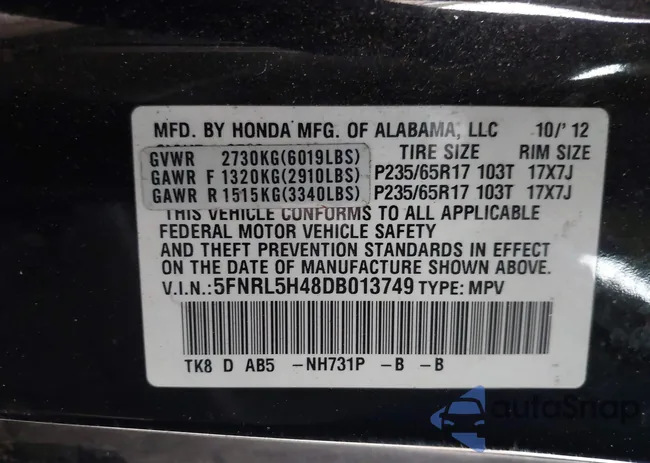 MFD. BY HONDA MFG. OF ALABAMA, LLC 10/' 12
TIRE SIZE RIM SIZE
GVWR 2730KG(6019LBS)
GAWR F 1320KG(2910LBS) P235/65R17 103T 17X7J
GAWR R 1515KG(3340LBS) P235/65R17 103T 17X7J
THIS VEHICLE CONFORMS TO ALL APPLICABLE
FEDERAL MOTOR VEHICLE SAFETY
AND THEFT PREVENTION STANDARDS IN EFFECT
ON THE DATE OF MANUFACTURE SHOWN ABOVE.
V.I.N.:5FNRL5H48DB013749 TYPE: MPV
TK8 D AB5 -NH731P -B -B
autoSnap